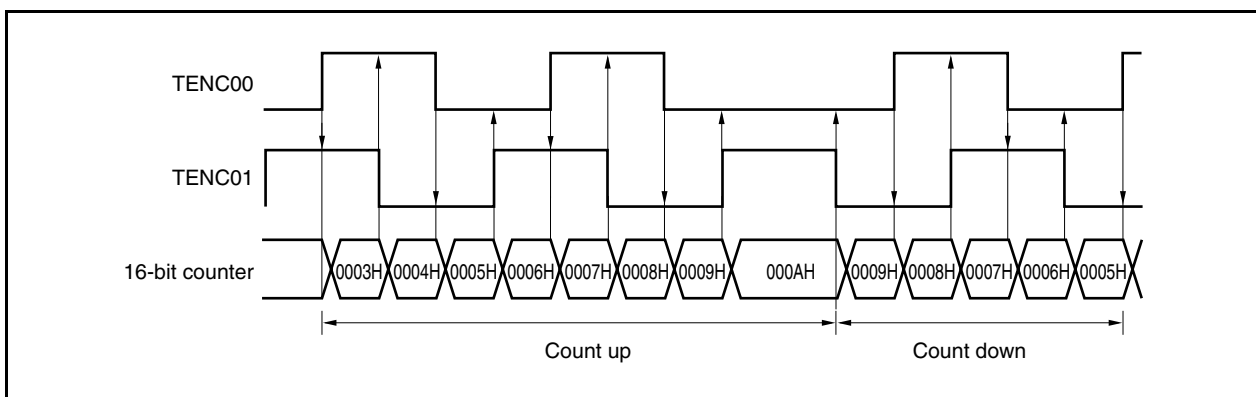 TENC00
TENC01
16-bit counter
0003H 0004H 0005H 0006H 0007H 0008H 0009H 000AH 0009H 0008H 0007H 0006H 0005H
Count up
Count down